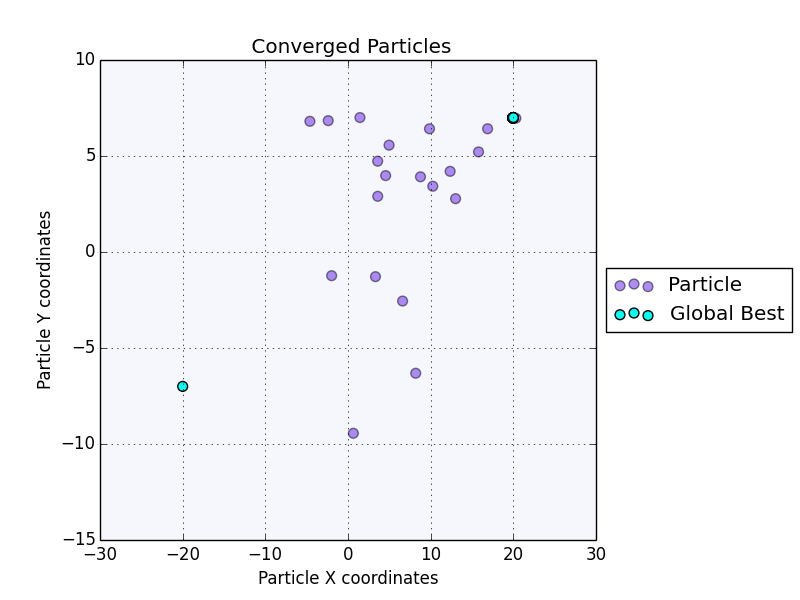 Converged Particles
10
5
0
−5
−10
−15
−30 −20 −10 0 10 20 30
Particle X coordinates
Particle Y coordinates
Particle
Global Best